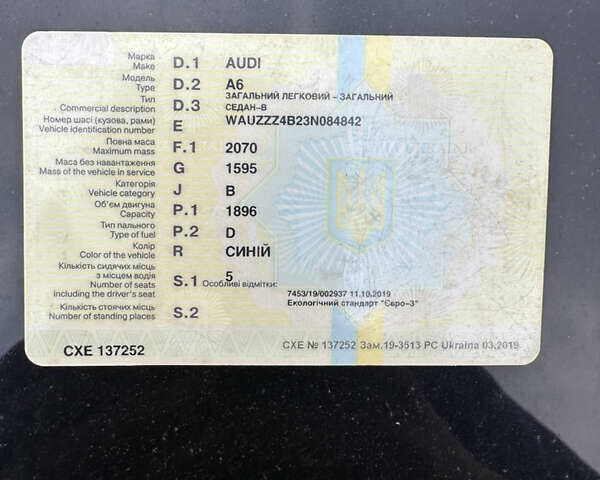 Марка D.1 AUDI
Make
Модель D.2 A6
Type
Тип D.3 ЗАГАЛЬНИЙ ЛЕГКОВИЙ - ЗАГАЛЬНИЙ
Commercial description СЕДАН-B
Номер шасі (кузова, рами) E WAUZZZ4B23N084842
Vehicle identification number
Повна маса F.1 2070
Maximum mass
Маса без навантаження G 1595
Mass of the vehicle in service
Категорія J B
Vehicle category
Об'єм двигуна P.1 1896
Capacity
Тип пального P.2 D
Type of fuel
Колір R СИНІЙ
Color of the vehicle
Кількість сидячих місць
з місцем водія S.1 5
Number of seats Особливі відмітки:
including the driver's seat 7453/19/002937 11.10.2019
Екологічний стандарт "Євро-3"
Кількість стоячих місць S.2
Number of standing places
СХЕ 137252
СХЕ № 137252 Зам.19-3513 РС Ukraina 03.2019